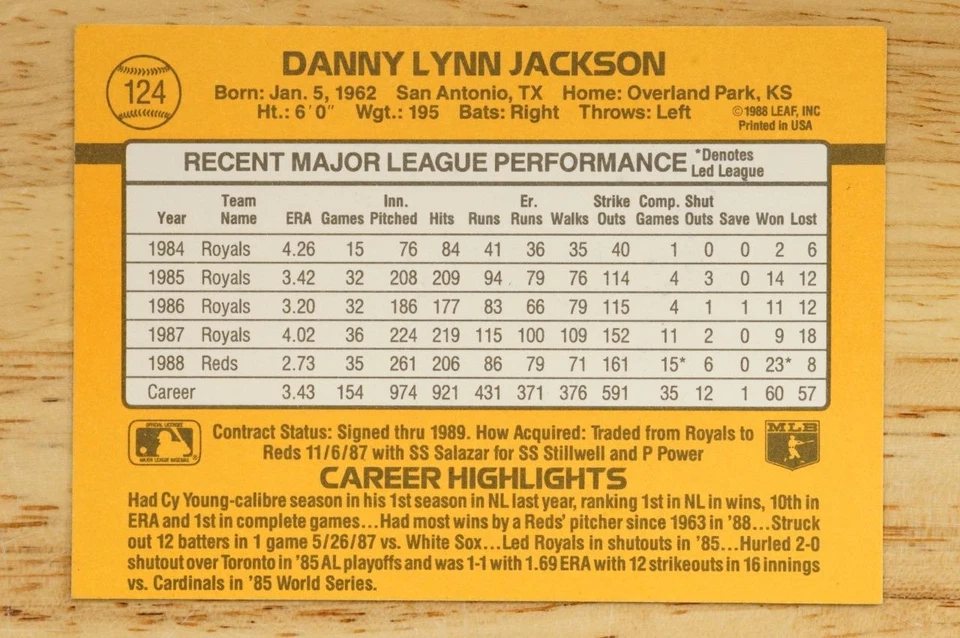 124
DANNY LYNN JACKSON
Born: Jan. 5, 1962 San Antonio, TX Home: Overland Park, KS
Ht.: 6'0" Wgt.: 195 Bats: Right Throws: Left
©1988 LEAF, INC
Printed in USA
RECENT MAJOR LEAGUE PERFORMANCE *Denotes Led League
Year Team Name ERA Games Inn. Pitched Hits Runs Er. Runs Walks Strike Outs Comp. Games Shut Outs Save Won Lost
1984 Royals 4.26 15 76 84 41 36 35 40 1 0 0 2 6
1985 Royals 3.42 32 208 209 94 79 76 114 4 3 0 14 12
1986 Royals 3.20 32 186 177 83 66 79 115 4 1 1 11 12
1987 Royals 4.02 36 224 219 115 100 109 152 11 2 0 9 18
1988 Reds 2.73 35 261 206 86 79 71 161 15* 6 0 23* 8
Career 3.43 154 974 921 431 371 376 591 35 12 1 60 57
OFFICIAL LICENSEE
MAJOR LEAGUE BASEBALL
Contract Status: Signed thru 1989. How Acquired: Traded from Royals to
Reds 11/6/87 with SS Salazar for SS Stillwell and P Power
MLB
CAREER HIGHLIGHTS
Had Cy Young-calibre season in his 1st season in NL last year, ranking 1st in NL in wins, 10th in
ERA and 1st in complete games...Had most wins by a Reds' pitcher since 1963 in '88...Struck
out 12 batters in 1 game 5/26/87 vs. White Sox...Led Royals in shutouts in '85...Hurled 2-0
shutout over Toronto in '85 AL playoffs and was 1-1 with 1.69 ERA with 12 strikeouts in 16 innings
vs. Cardinals in '85 World Series.